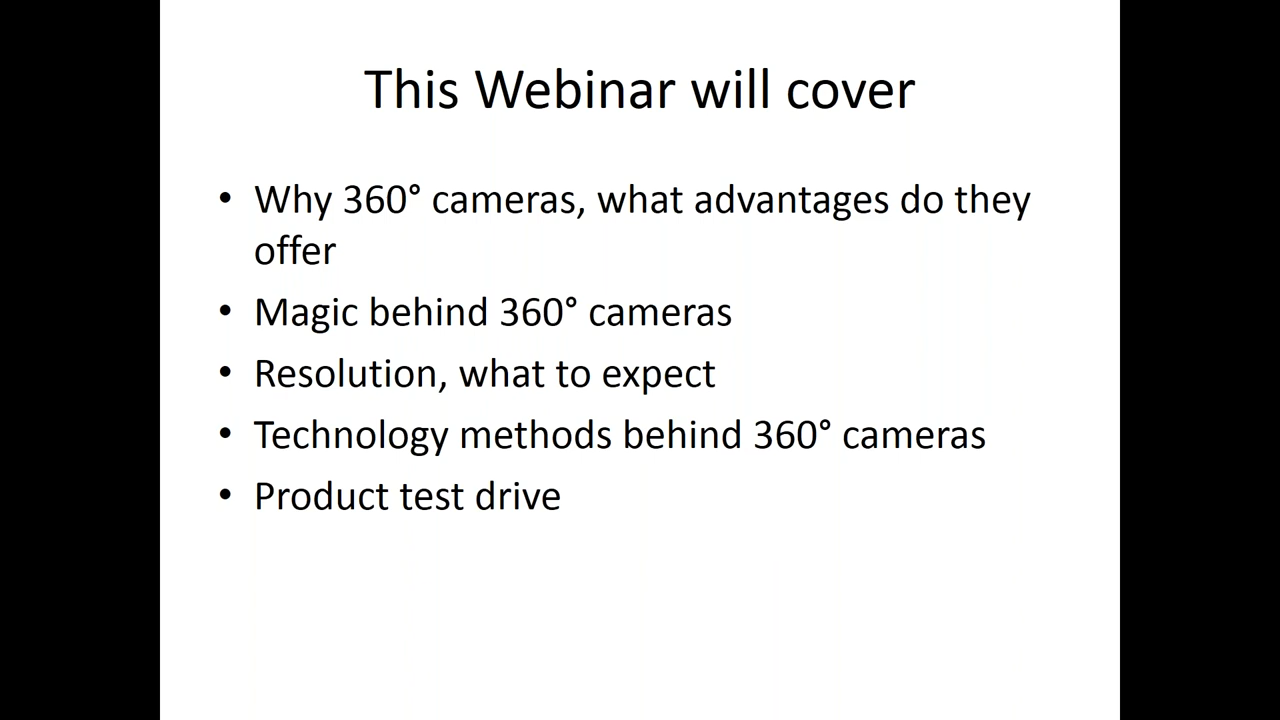 This Webinar will cover
• Why 360° cameras, what advantages do they
offer
• Magic behind 360° cameras
• Resolution, what to expect
• Technology methods behind 360° cameras
• Product test drive